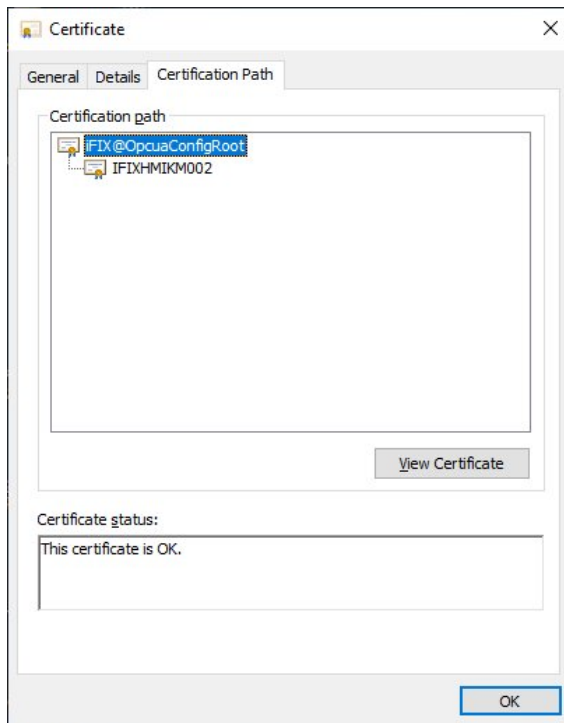 Certificate
General
Details
Certification Path
Certification path
iFIX@OpcuaConfigRoot
IFIXHMIKM002
View Certificate
Certificate status:
This certificate is OK.
OK